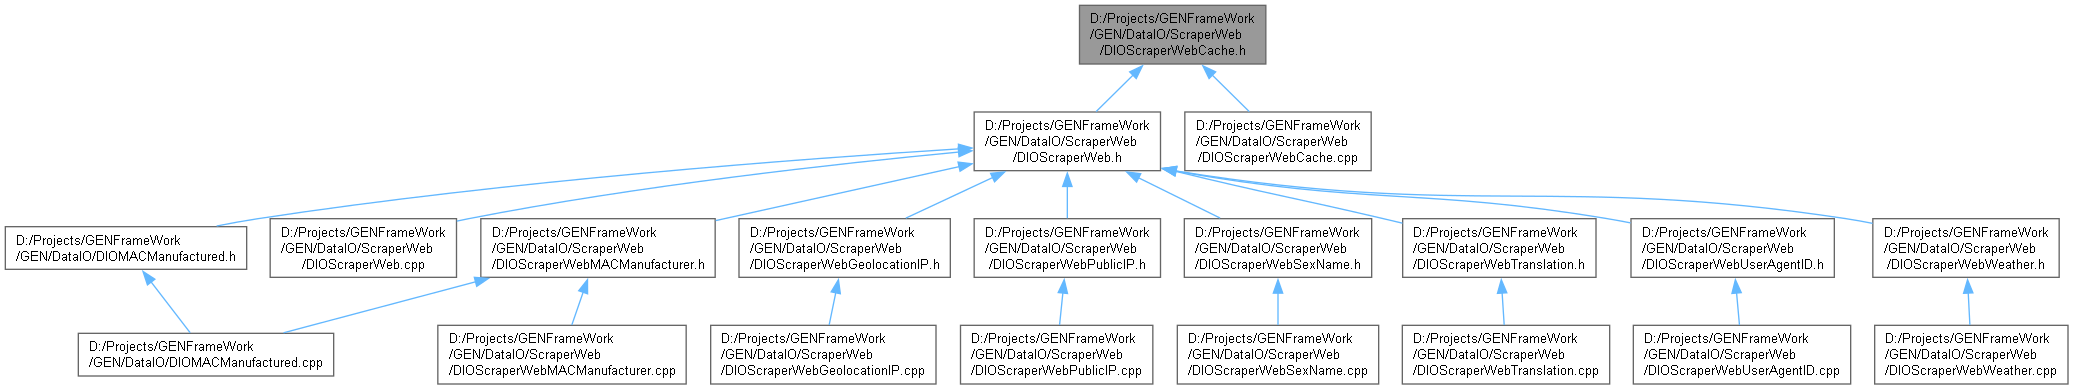 D:/Projects/GENFrameWork
/GEN/DataIO/ScraperWeb
/DIOScraperWebCache.h
D:/Projects/GENFrameWork
/GEN/DataIO/ScraperWeb
/DIOScraperWeb.h
D:/Projects/GENFrameWork
/GEN/DataIO/ScraperWeb
/DIOScraperWebCache.cpp
D:/Projects/GENFrameWork
/GEN/DataIO/DIOMACManufactured.h
D:/Projects/GENFrameWork
/GEN/DataIO/ScraperWeb
/DIOScraperWeb.cpp
D:/Projects/GENFrameWork
/GEN/DataIO/ScraperWeb
/DIOScraperWebMACManufacturer.h
D:/Projects/GENFrameWork
/GEN/DataIO/ScraperWeb
/DIOScraperWebGeolocationIP.h
D:/Projects/GENFrameWork
/GEN/DataIO/ScraperWeb
/DIOScraperWebPublicIP.h
D:/Projects/GENFrameWork
/GEN/DataIO/ScraperWeb
/DIOScraperWebSexName.h
D:/Projects/GENFrameWork
/GEN/DataIO/ScraperWeb
/DIOScraperWebTranslation.h
D:/Projects/GENFrameWork
/GEN/DataIO/ScraperWeb
/DIOScraperWebUserAgentID.h
D:/Projects/GENFrameWork
/GEN/DataIO/ScraperWeb
/DIOScraperWebWeather.h
D:/Projects/GENFrameWork
/GEN/DataIO/DIOMACManufactured.cpp
D:/Projects/GENFrameWork
/GEN/DataIO/ScraperWeb
/DIOScraperWebMACManufacturer.cpp
D:/Projects/GENFrameWork
/GEN/DataIO/ScraperWeb
/DIOScraperWebGeolocationIP.cpp
D:/Projects/GENFrameWork
/GEN/DataIO/ScraperWeb
/DIOScraperWebPublicIP.cpp
D:/Projects/GENFrameWork
/GEN/DataIO/ScraperWeb
/DIOScraperWebSexName.cpp
D:/Projects/GENFrameWork
/GEN/DataIO/ScraperWeb
/DIOScraperWebTranslation.cpp
D:/Projects/GENFrameWork
/GEN/DataIO/ScraperWeb
/DIOScraperWebUserAgentID.cpp
D:/Projects/GENFrameWork
/GEN/DataIO/ScraperWeb
/DIOScraperWebWeather.cpp